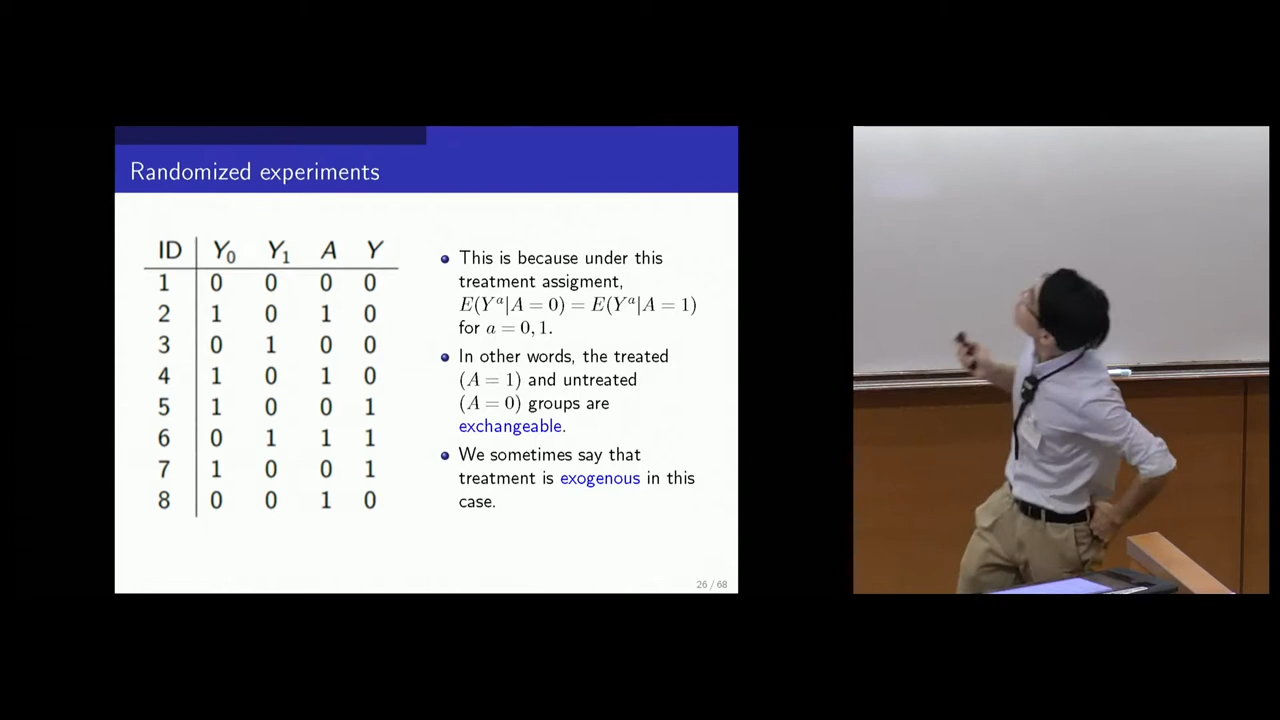 Randomized experiments
ID Y₀ Y₁ A Y
1 0 0 0 0
2 1 0 1 0
3 0 1 0 0
4 1 0 1 0
5 1 0 0 1
6 0 1 1 1
7 1 0 0 1
8 0 0 1 0
This is because under this
treatment assigment,
E(Yᵃ|A = 0) = E(Yᵃ|A = 1)
for a = 0, 1.
In other words, the treated
(A = 1) and untreated
(A = 0) groups are
exchangeable.
We sometimes say that
treatment is exogenous in this
case.
26 / 68